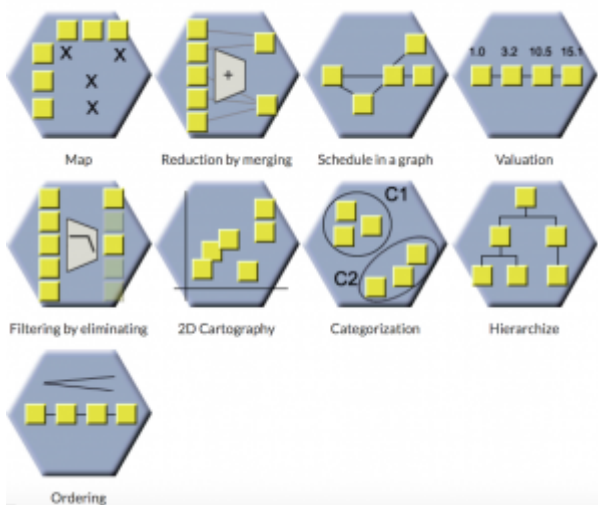 X X
X
X
+
1.0 3.2 10.5 15.1
Map
Reduction by merging
Schedule in a graph
Valuation
C1
C2
Filtering by eliminating
2D Cartography
Categorization
Hierarchize
Ordering